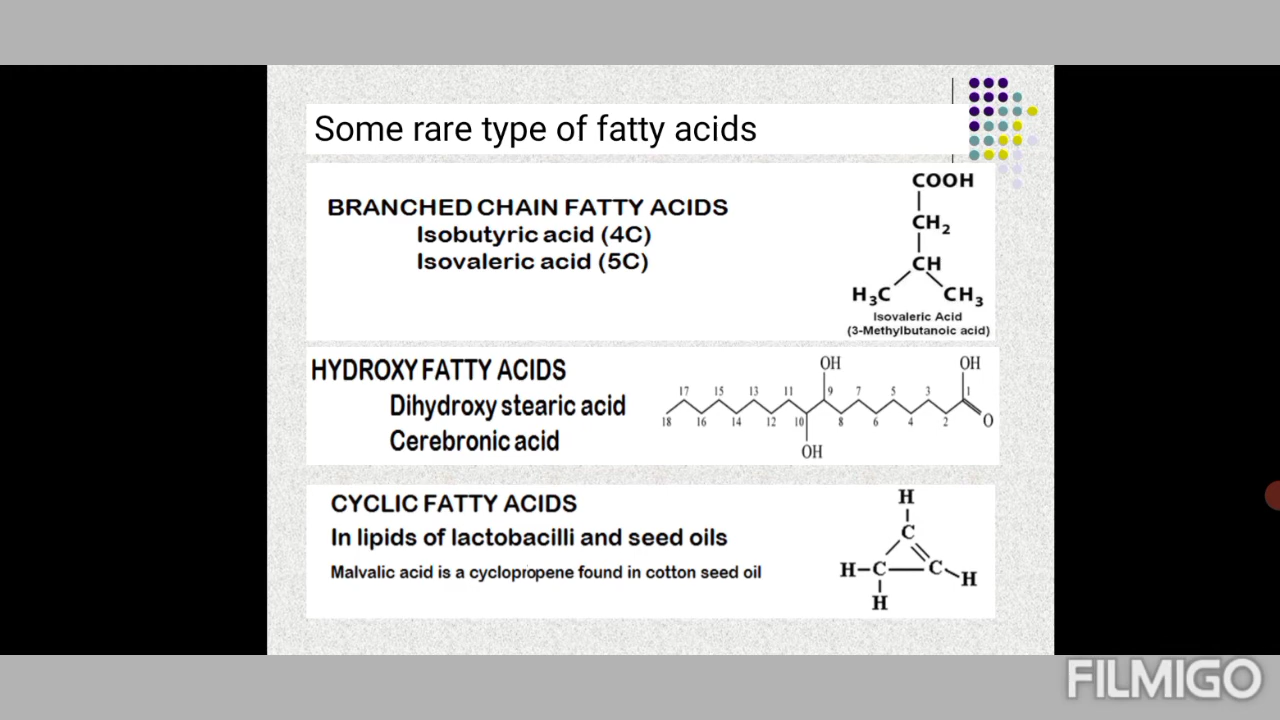 Some rare type of fatty acids
BRANCHED CHAIN FATTY ACIDS
Isobutyric acid (4C)
Isovaleric acid (5C)
COOH
CH2
CH
H3C CH3
Isovaleric Acid
(3-Methylbutanoic acid)
HYDROXY FATTY ACIDS
Dihydroxy stearic acid
Cerebronic acid
OH OH
17 15 13 11 9 7 5 3 1
18 16 14 12 10 8 6 4 2 O
OH
CYCLIC FATTY ACIDS
In lipids of lactobacilli and seed oils
Malvalic acid is a cyclopropene found in cotton seed oil
H
C
H C C H
H
FILMIGO